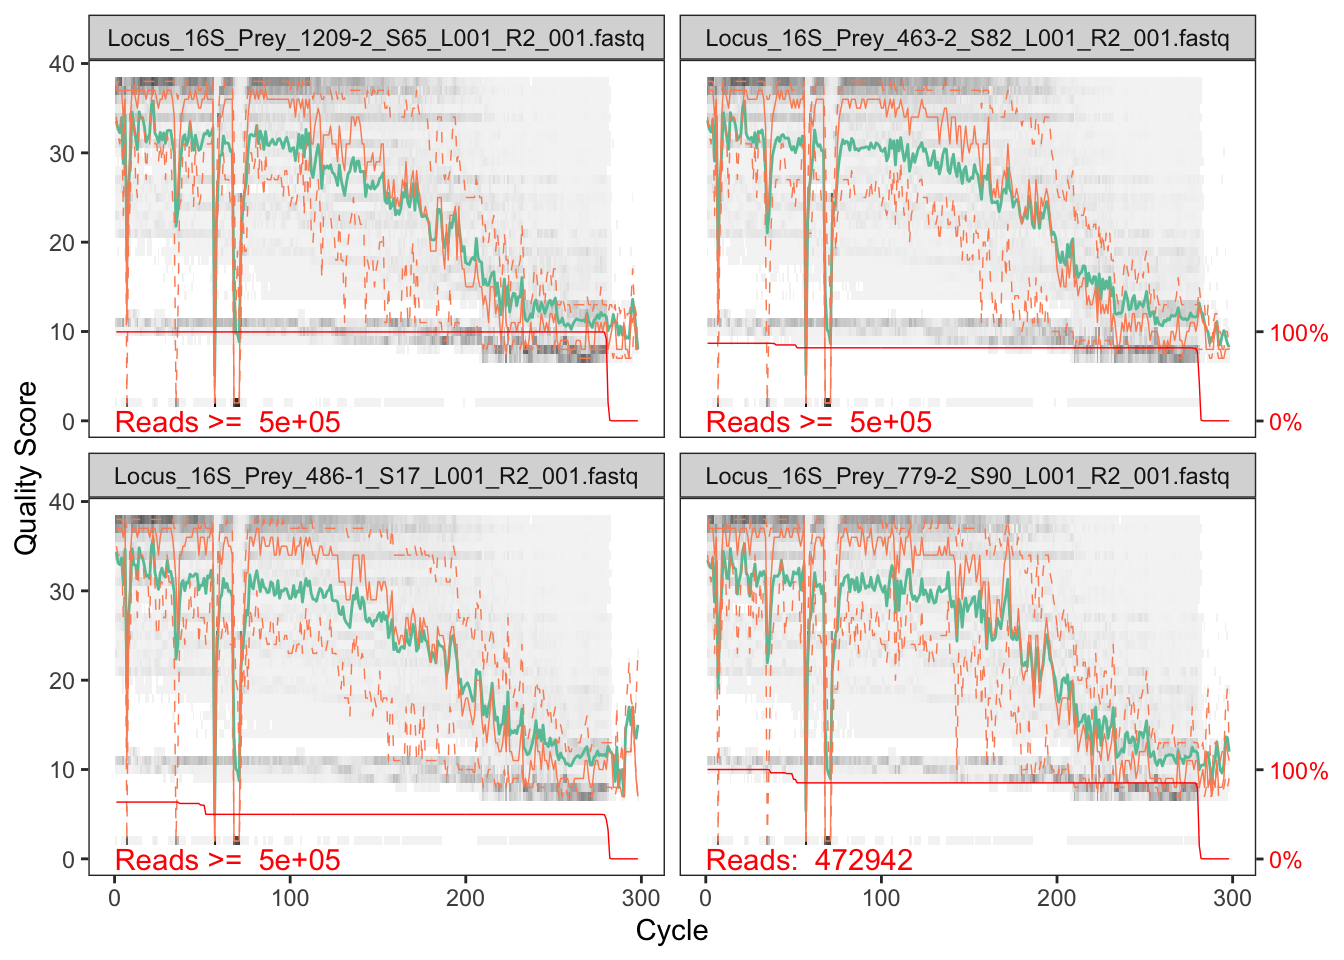 Locus_16S_Prey_1209-2_S65_L001_R2_001.fastq
Locus_16S_Prey_463-2_S82_L001_R2_001.fastq
40
30
20
10
0
Reads >=  5e+05
Reads >=  5e+05
100%
0%
Quality Score
Locus_16S_Prey_486-1_S17_L001_R2_001.fastq
Locus_16S_Prey_779-2_S90_L001_R2_001.fastq
40
30
20
10
0
Reads >=  5e+05
Reads:  472942
100%
0%
0 100 200 300
0 100 200 300
Cycle